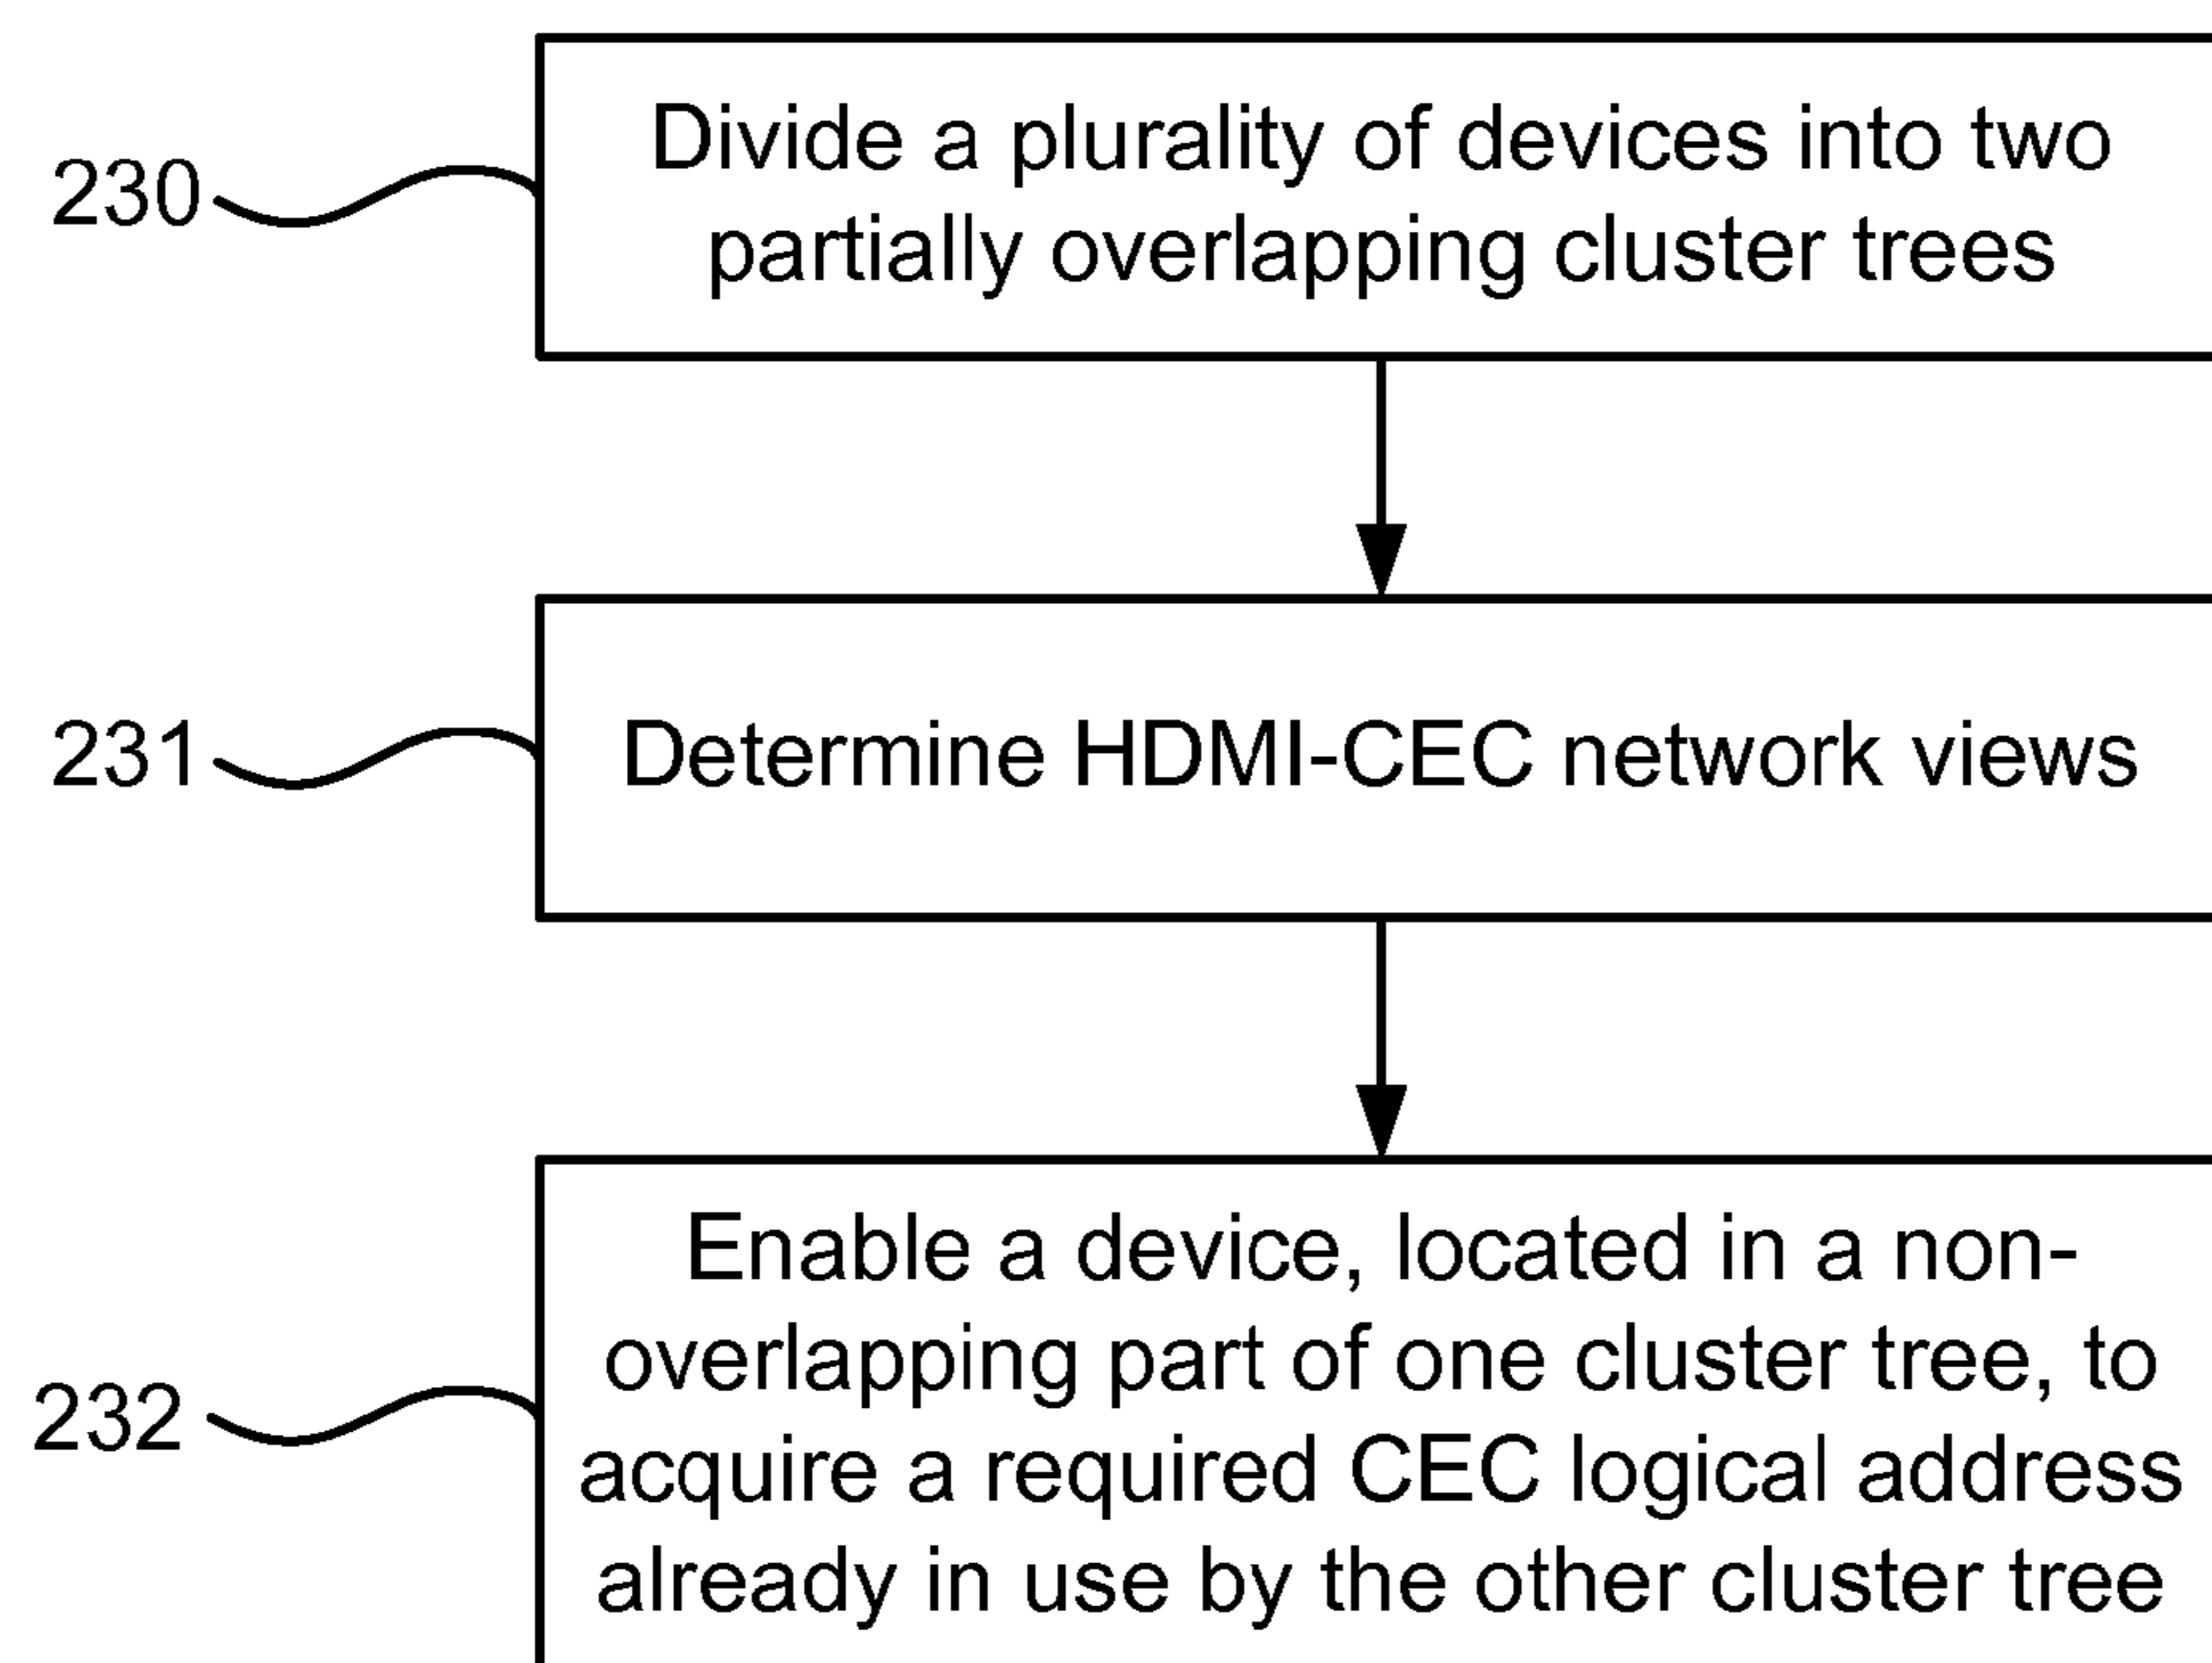 230
Divide a plurality of devices into two
partially overlapping cluster trees
231
Determine HDMI-CEC network views
232
Enable a device, located in a non-
overlapping part of one cluster tree, to
acquire a required CEC logical address
already in use by the other cluster tree